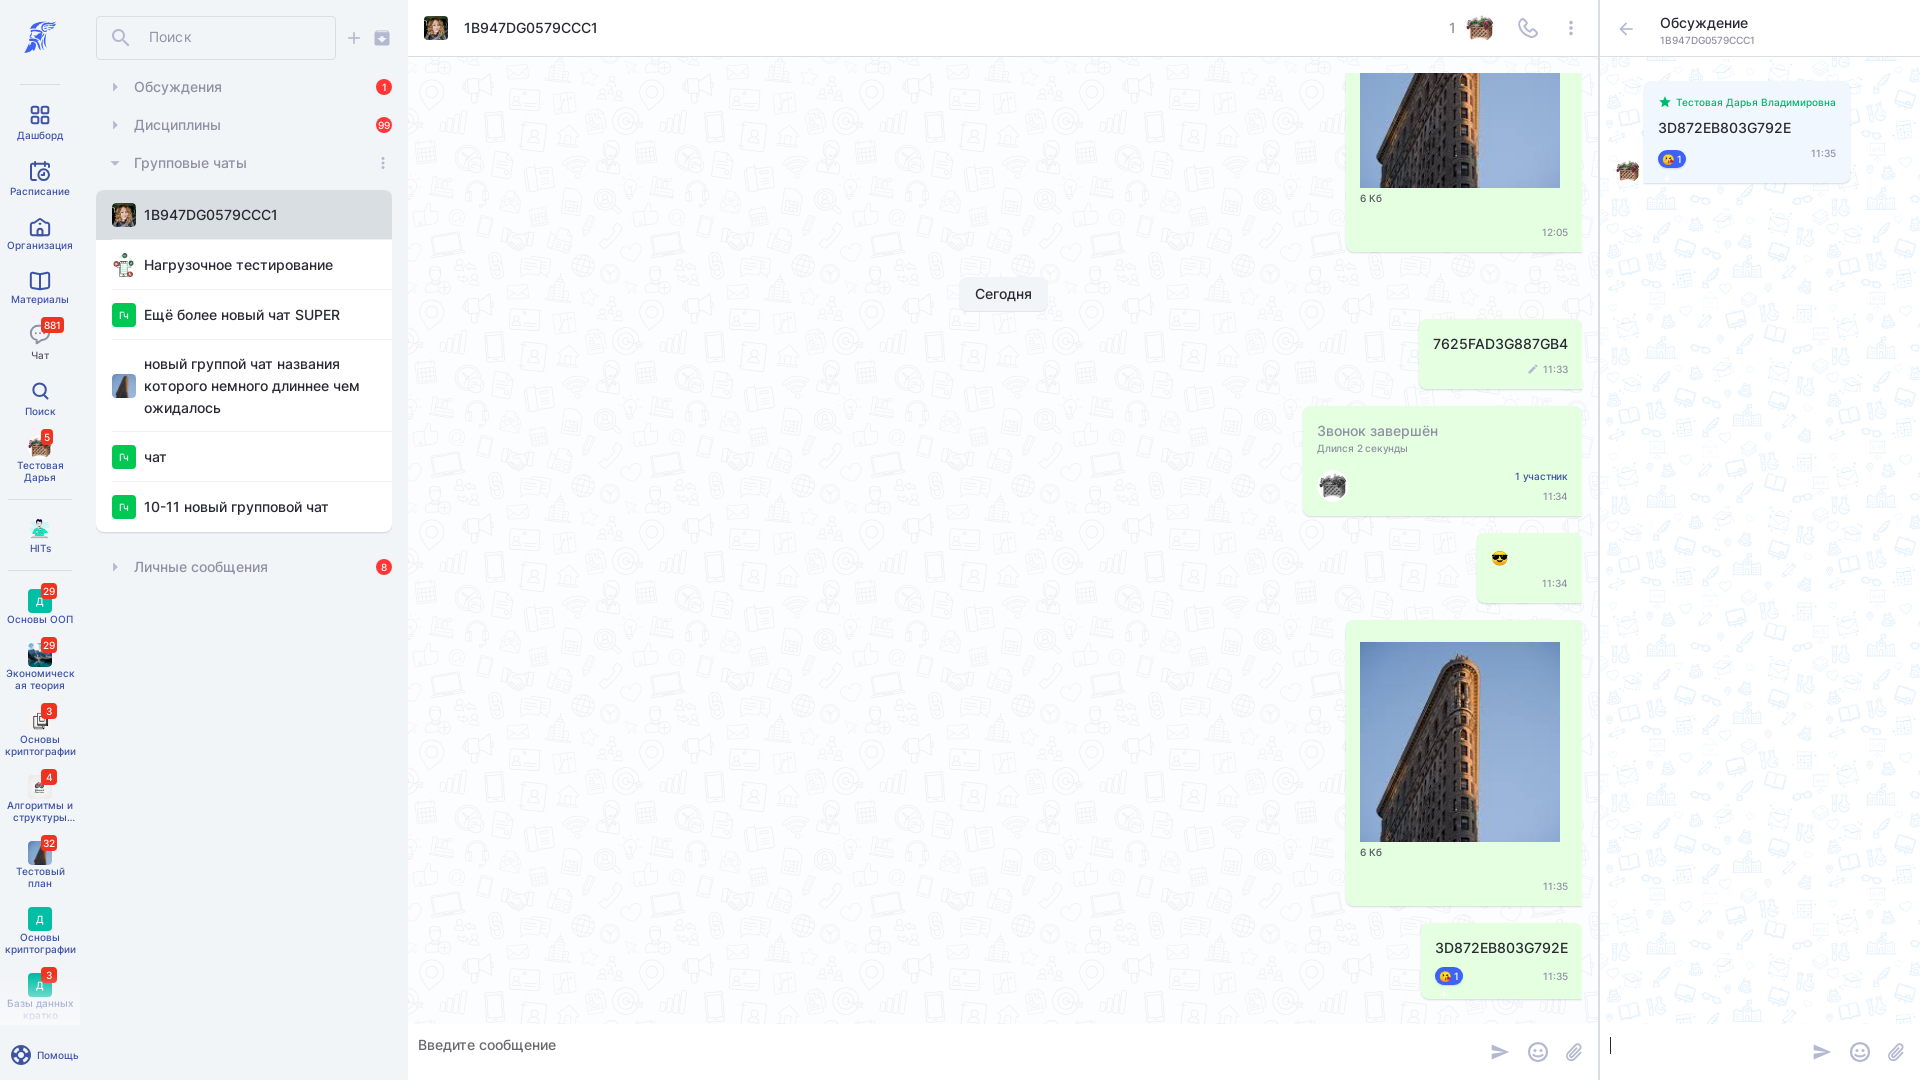 Дашборд
Расписание
Организация
Материалы
881
Чат
Поиск
5
Тестовая
Дарья
HITs
29
Д
Основы ООП
29
Экономическ
ая теория
3
Основы
криптографии
4
Алгоритмы и
структуры...
32
Тестовый
план
Д
Основы
криптографии
3
Д
Базы данных
кратко
Помощь
Поиск
Обсуждения
1
Дисциплины
99
Групповые чаты
1B947DG0579CCC1
Нагрузочное тестирование
Гч
Ещё более новый чат SUPER
новый группой чат названия
которого немного длиннее чем
ожидалось
Гч
чат
Гч
10-11 новый групповой чат
Личные сообщения
8
1B947DG0579CCC1
1
6 Кб
12:05
Сегодня
7625FAD3G887GB4
11:33
Звонок завершён
Длился 2 секунды
1 участник
11:34
😎
11:34
6 Кб
11:35
3D872EB803G792E
😘 1
11:35
Введите сообщение
Обсуждение
1B947DG0579CCC1
Тестовая Дарья Владимировна
3D872EB803G792E
😘 1
11:35